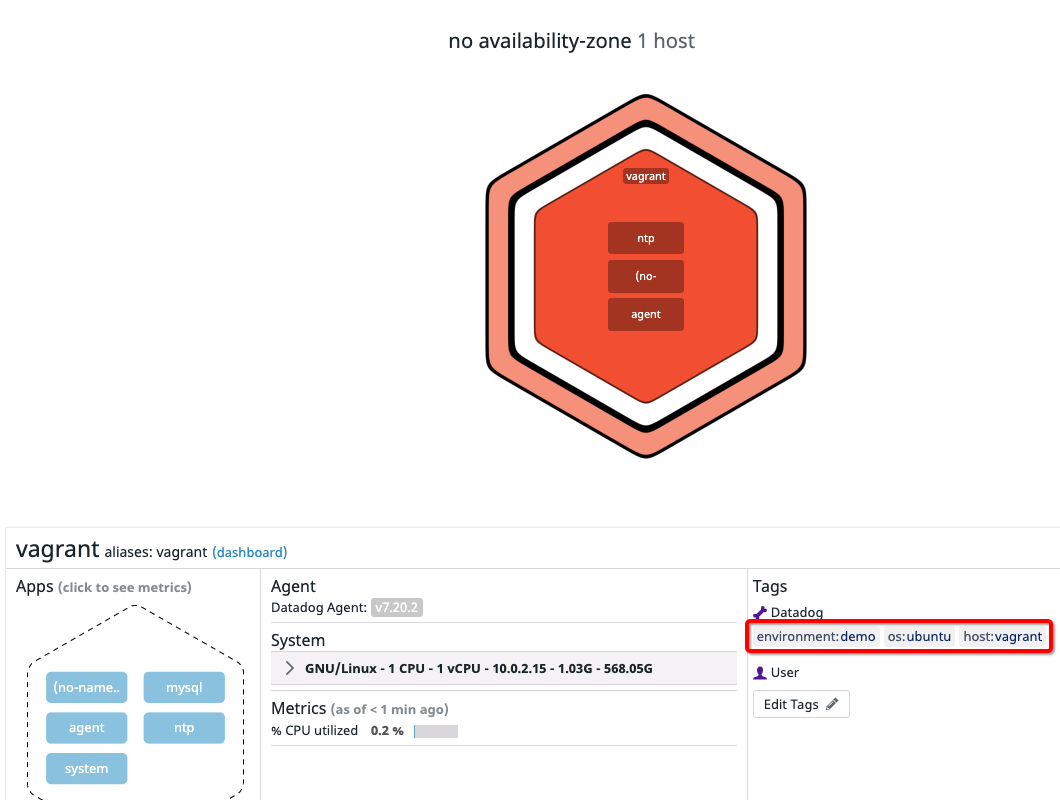 no availability-zone 1 host
vagrant
ntp
(no-
agent
vagrant aliases: vagrant (dashboard)
Apps (click to see metrics)
(no-name..
mysql
agent
ntp
system
Agent
Datadog Agent: v7.20.2
System
GNU/Linux - 1 CPU - 1 vCPU - 10.0.2.15 - 1.03G - 568.05G
Metrics (as of < 1 min ago)
% CPU utilized 0.2 %
Tags
Datadog
environment:demo os:ubuntu host:vagrant
User
Edit Tags